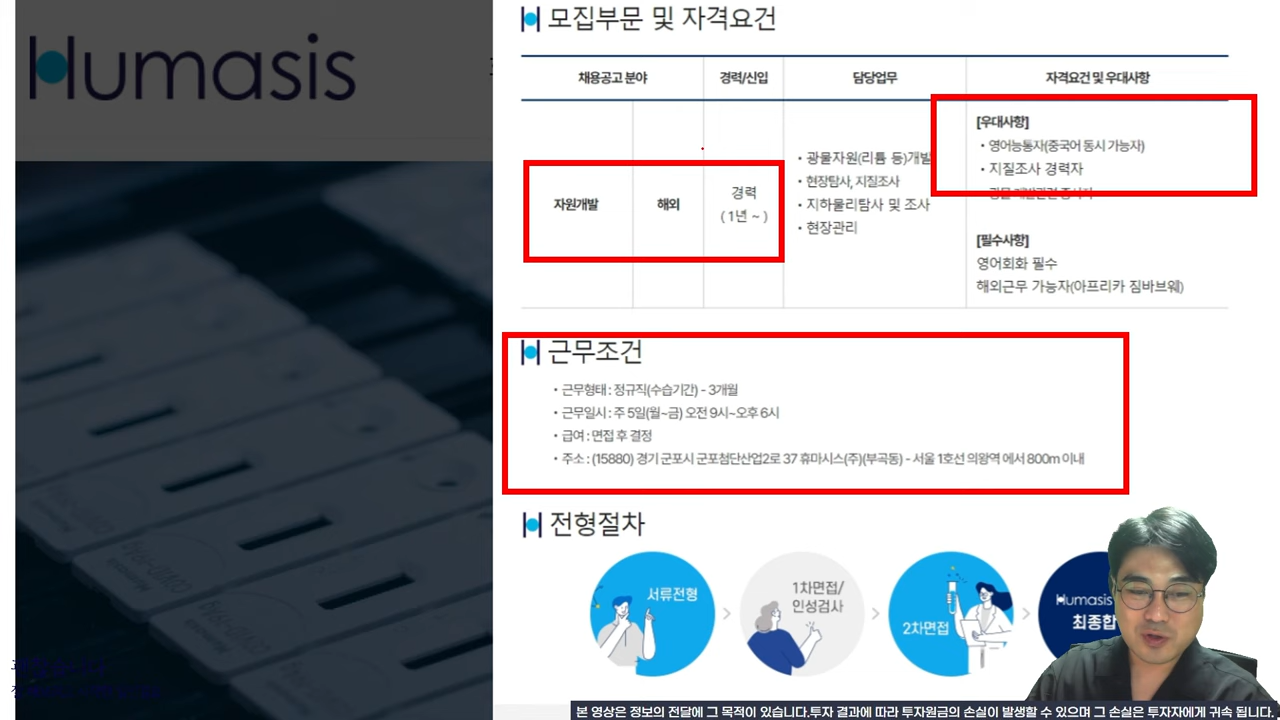 Humasis
모집부문 및 자격요건
채용공고 분야 경력/신입 담당업무 자격요건 및 우대사항
자원개발 해외 경력
( 1년 ~ )
• 광물자원(리튬 등)개발
• 현장탐사, 지질조사
• 지하물리탐사 및 조사
• 현장관리
[우대사항]
• 영어능통자(중국어 동시 가능자)
• 지질조사 경력자
[필수사항]
영어회화 필수
해외근무 가능자(아프리카 짐바브웨)
근무조건
• 근무형태 : 정규직(수습기간) - 3개월
• 근무일시 : 주 5일(월~금) 오전 9시~오후 6시
• 급여 : 면접 후 결정
• 주소 : (15880) 경기 군포시 군포첨단산업2로 37 휴마시스(주)(부곡동) - 서울 1호선 의왕역 에서 800m 이내
전형절차
서류전형
1차면접/
인성검사
2차면접
Humasis
최종합
본 영상은 정보의 전달에 그 목적이 있습니다.투자 결과에 따라 투자원금의 손실이 발생할 수 있으며 그 손실은 투자자에게 귀속 됩니다.